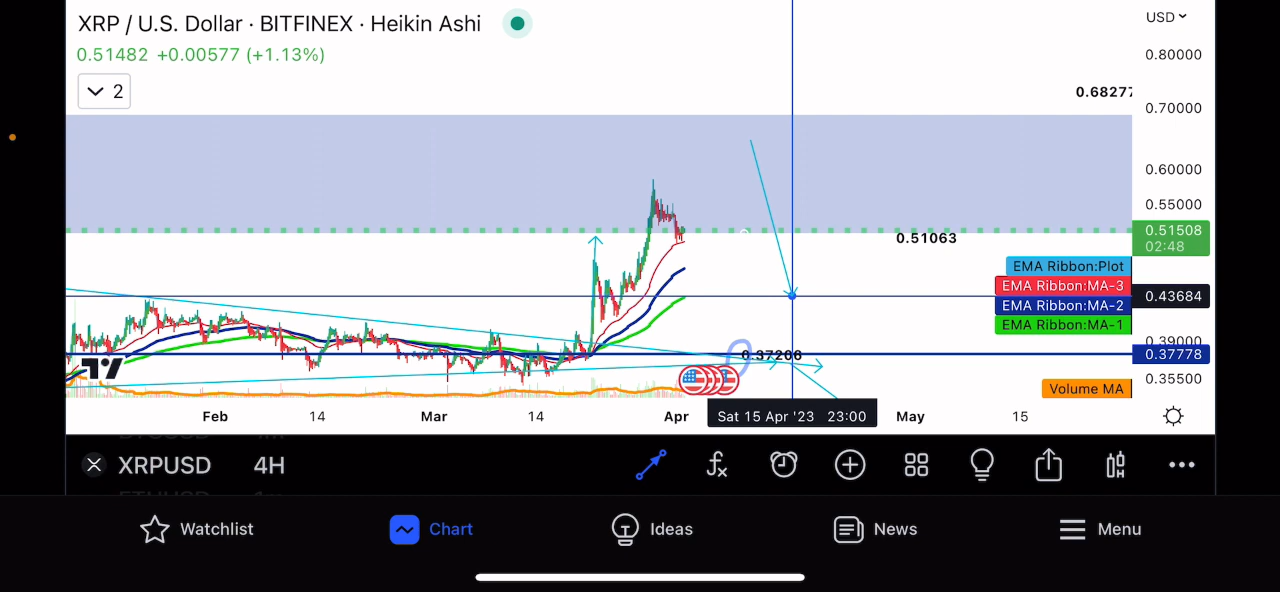 XRP / U.S. Dollar · BITFINEX · Heikin Ashi
USD
0.51482 +0.00577 (+1.13%)
0.80000
2
0.68277
0.70000
0.60000
0.55000
0.51063
0.51508
02:48
EMA Ribbon:Plot
EMA Ribbon:MA-3
0.43684
EMA Ribbon:MA-2
EMA Ribbon:MA-1
0.39000
0.37206
0.37778
0.35500
Volume MA
Feb 14 Mar 14 Apr Sat 15 Apr '23 23:00 May 15
XRPUSD 4H
Watchlist Chart Ideas News Menu